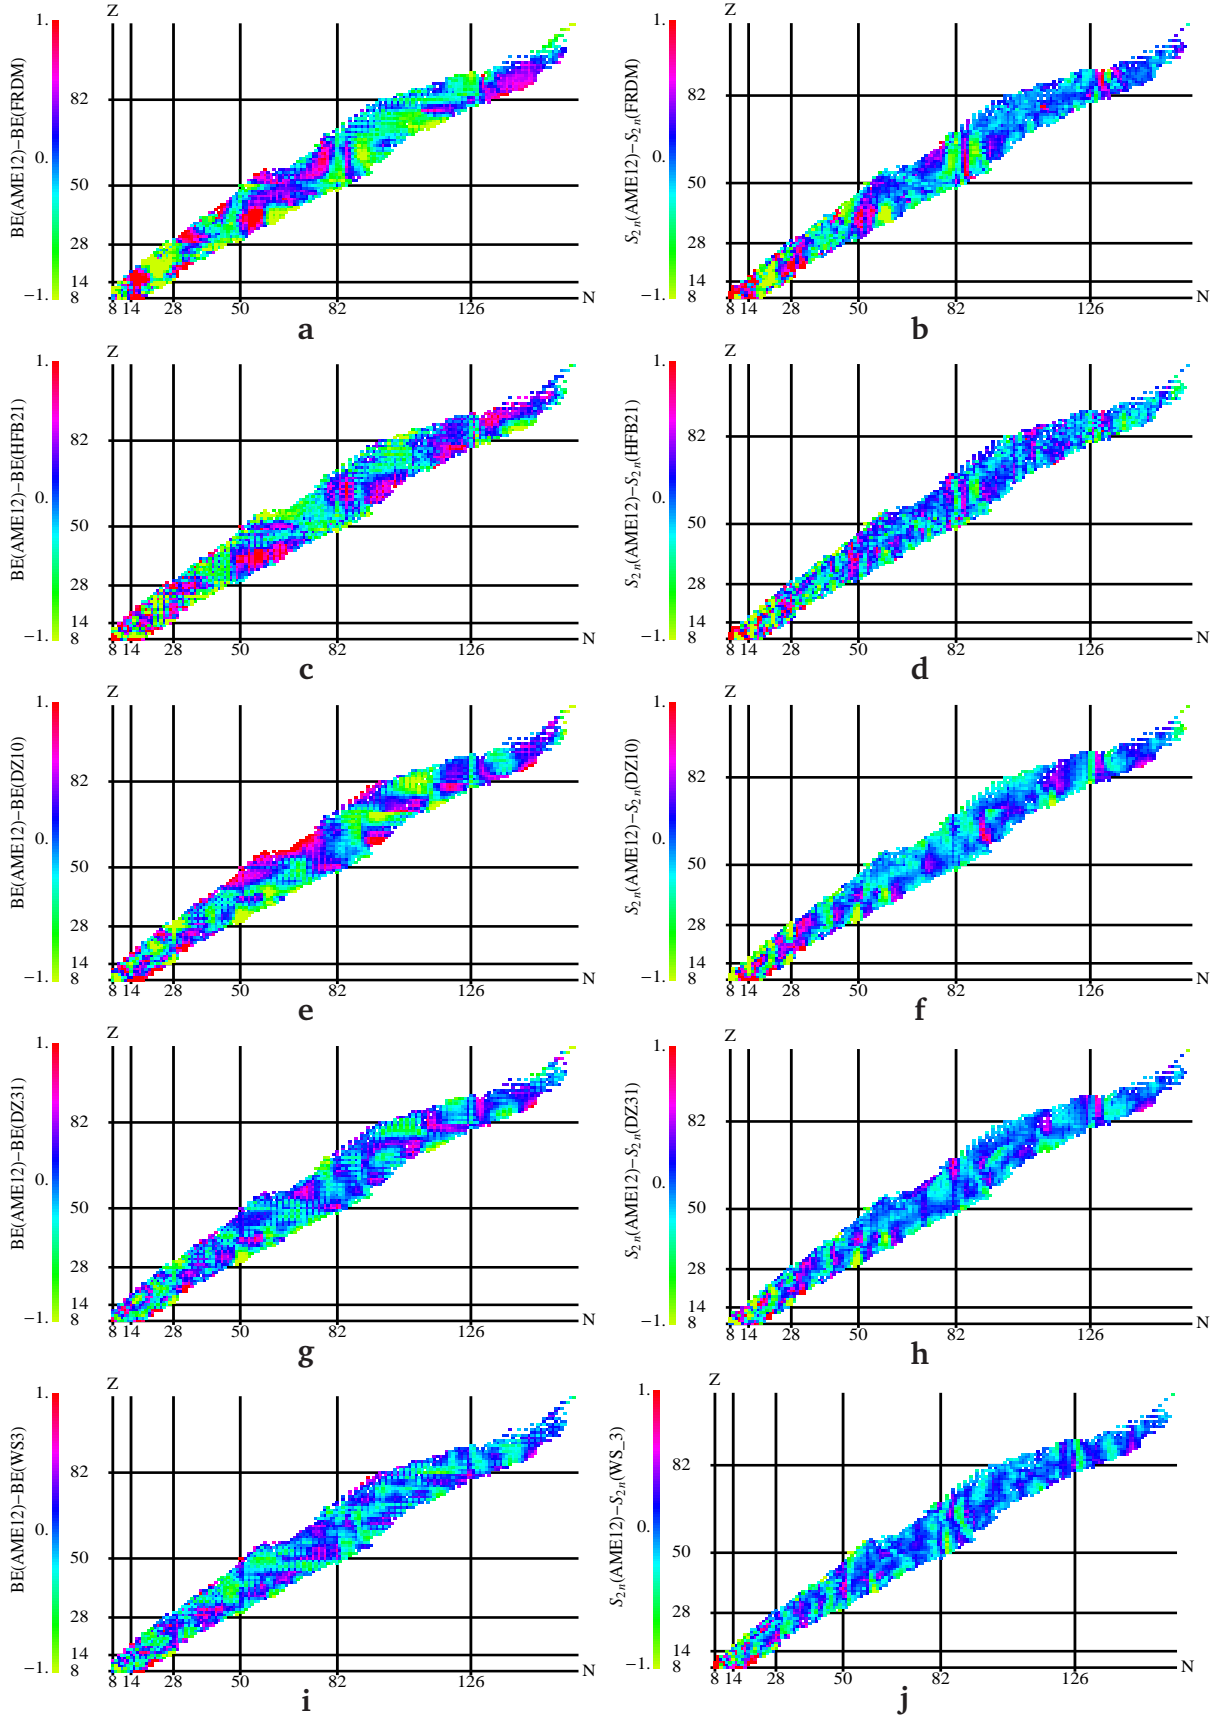 BE(AME12)−BE(FRDM)
1.
0.
−1.
Z
82
50
28
14
8
8 14 28 50 82 126
N
a
S2n(AME12)−S2n(FRDM)
1.
0.
−1.
Z
82
50
28
14
8
8 14 28 50 82 126
N
b
BE(AME12)−BE(HFB21)
1.
0.
−1.
Z
82
50
28
14
8
8 14 28 50 82 126
N
c
S2n(AME12)−S2n(HFB21)
1.
0.
−1.
Z
82
50
28
14
8
8 14 28 50 82 126
N
d
BE(AME12)−BE(DZ10)
1.
0.
−1.
Z
82
50
28
14
8
8 14 28 50 82 126
N
e
S2n(AME12)−S2n(DZ10)
1.
0.
−1.
Z
82
50
28
14
8
8 14 28 50 82 126
N
f
BE(AME12)−BE(DZ31)
1.
0.
−1.
Z
82
50
28
14
8
8 14 28 50 82 126
N
g
S2n(AME12)−S2n(DZ31)
1.
0.
−1.
Z
82
50
28
14
8
8 14 28 50 82 126
N
h
BE(AME12)−BE(WS3)
1.
0.
−1.
Z
82
50
28
14
8
8 14 28 50 82 126
N
i
S2n(AME12)−S2n(WS_3)
1.
0.
−1.
Z
82
50
28
14
8
8 14 28 50 82 126
N
j